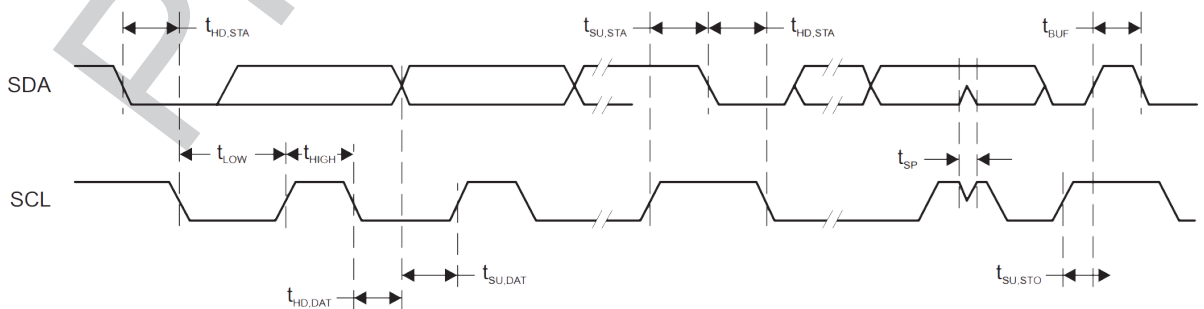 tHD,STA
tSU,STA
tHD,STA
tBUF
SDA
tLOW
tHIGH
tSP
SCL
tSU,DAT
tSU,STO
tHD,DAT